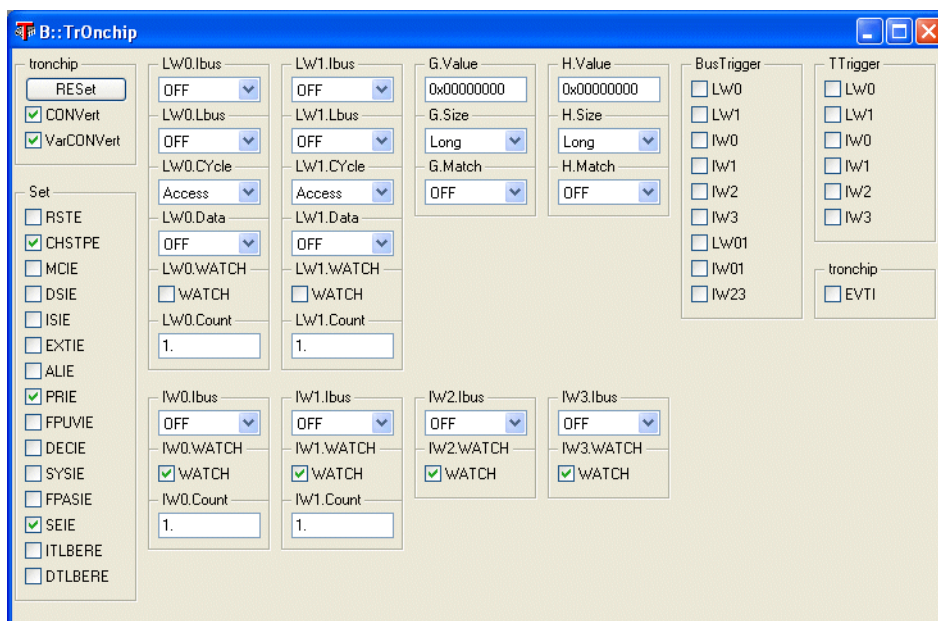 B::TrOnchip
tronchip
RESet
CONVert
VarCONVert
Set
RSTE
CHSTPE
MCIE
DSIE
ISIE
EXTIE
ALIE
PRIE
FPUVIE
DECIE
SYSIE
FPASIE
SEIE
ITLBERE
DTLBERE
LW0.Ibus
OFF
LW0.Lbus
OFF
LW0.CYcle
Access
LW0.Data
OFF
LW0.WATCH
WATCH
LW0.Count
1.
LW1.Ibus
OFF
LW1.Lbus
OFF
LW1.CYcle
Access
LW1.Data
OFF
LW1.WATCH
WATCH
LW1.Count
1.
G.Value
0x00000000
G.Size
Long
G.Match
OFF
H.Value
0x00000000
H.Size
Long
H.Match
OFF
BusTrigger
LW0
LW1
IW0
IW1
IW2
IW3
LW01
IW01
IW23
TTrigger
LW0
LW1
IW0
IW1
IW2
IW3
tronchip
EVTI
IW0.Ibus
OFF
IW0.WATCH
WATCH
IW0.Count
1.
IW1.Ibus
OFF
IW1.WATCH
WATCH
IW1.Count
1.
IW2.Ibus
OFF
IW2.WATCH
WATCH
IW3.Ibus
OFF
IW3.WATCH
WATCH